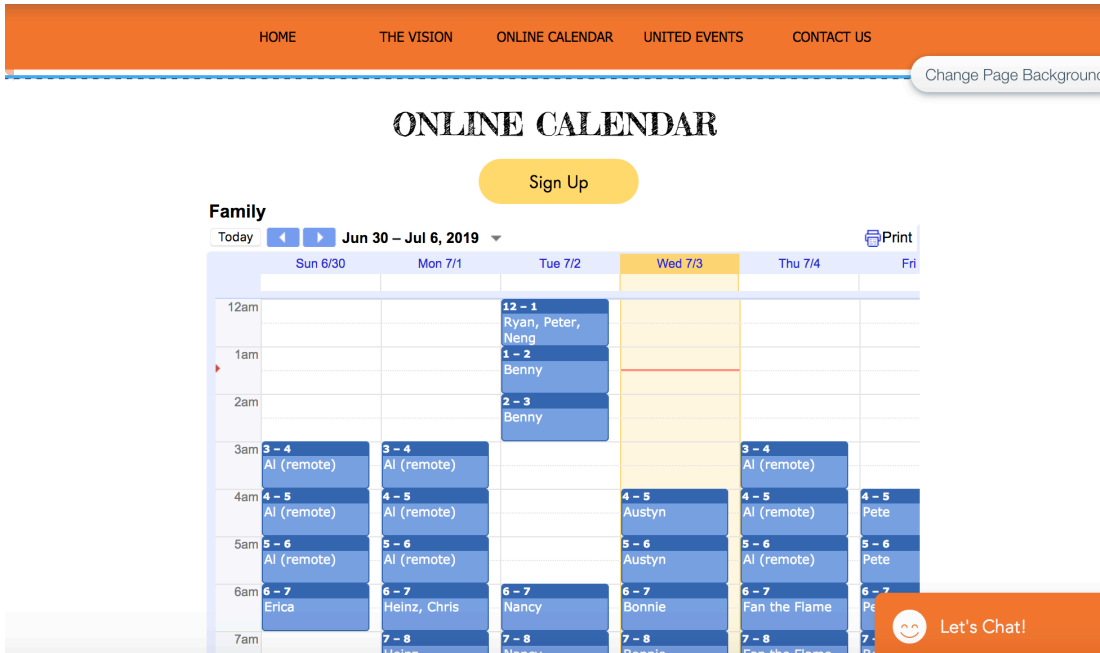 HOME THE VISION ONLINE CALENDAR UNITED EVENTS CONTACT US
Change Page Background
ONLINE CALENDAR
Sign Up
Family
Today Jun 30 – Jul 6, 2019 Print
Sun 6/30 Mon 7/1 Tue 7/2 Wed 7/3 Thu 7/4 Fri
12am 12 – 1
Ryan, Peter,
Neng
1am 1 – 2
Benny
2am 2 – 3
Benny
3am 3 – 4 3 – 4 3 – 4
Al (remote) Al (remote) Al (remote)
4am 4 – 5 4 – 5 4 – 5 4 – 5 4 – 5
Al (remote) Al (remote) Austyn Al (remote) Pete
5am 5 – 6 5 – 6 5 – 6 5 – 6 5 – 6
Al (remote) Al (remote) Austyn Al (remote) Pete
6am 6 – 7 6 – 7 6 – 7 6 – 7 6 – 7 6 – 7
Erica Heinz, Chris Nancy Bonnie Fan the Flame
Let's Chat!
7am 7 – 8 7 – 8 7 – 8 7 – 8
Heinz Nancy Bonnie Fan the Flame